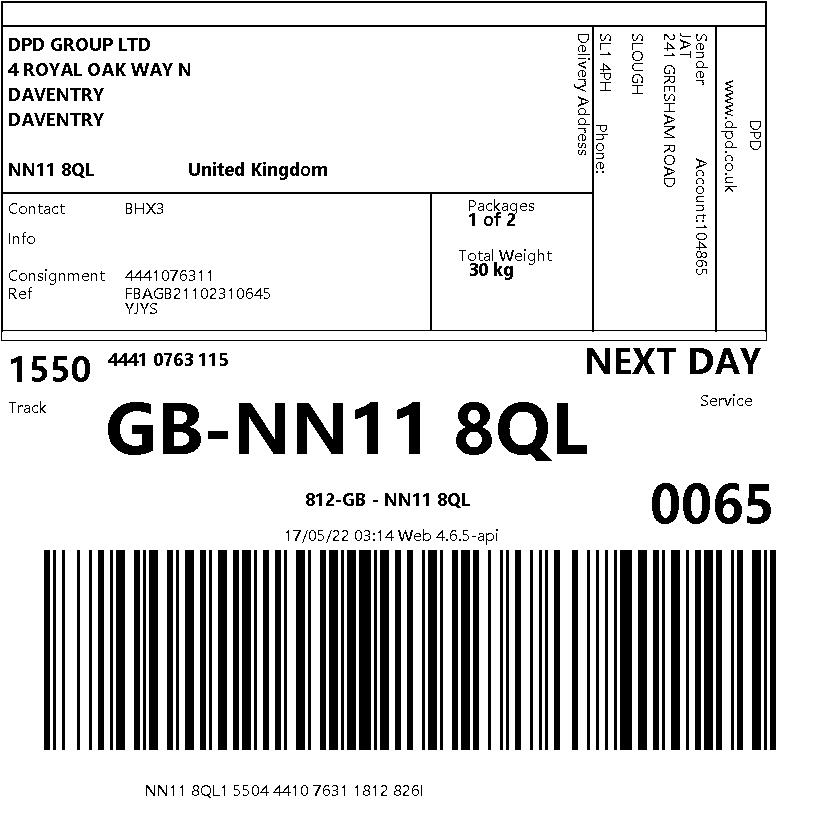 DPD GROUP LTD
4 ROYAL OAK WAY N
DAVENTRY
DAVENTRY
NN11 8QL United Kingdom
Delivery Address
Contact BHX3
Info
Consignment 4441076311
Ref FBAGB21102310645
YJYS
Packages
1 of 2
Total Weight
30 kg
Sender Account:104865
JAT
241 GRESHAM ROAD
SLOUGH
SL1 4PH Phone:
DPD
www.dpd.co.uk
1550 4441 0763 115 NEXT DAY
Track Service
GB-NN11 8QL
812-GB - NN11 8QL 0065
17/05/22 03:14 Web 4.6.5-api
NN11 8QL1 5504 4410 7631 1812 826I